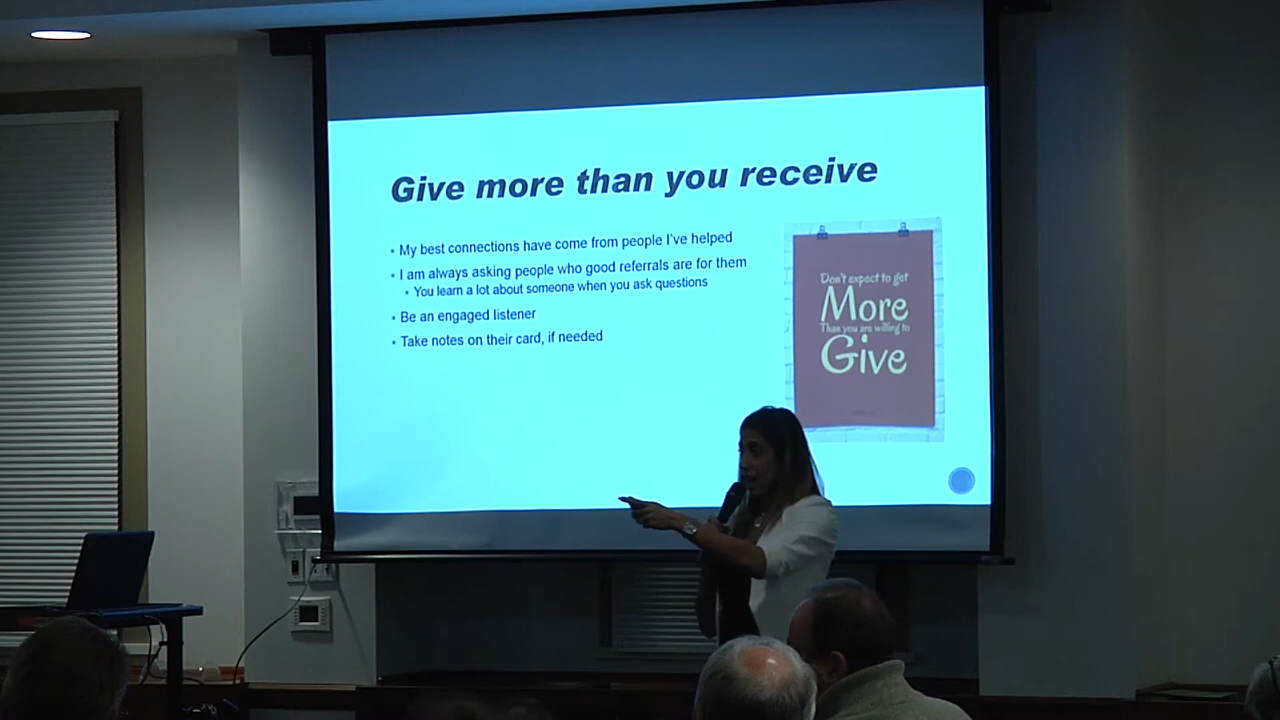 Give more than you receive
• My best connections have come from people I've helped
• I am always asking people who good referrals are for them
• You learn a lot about someone when you ask questions
• Be an engaged listener
• Take notes on their card, if needed
Don't expect to get
More
Than you are willing to
Give